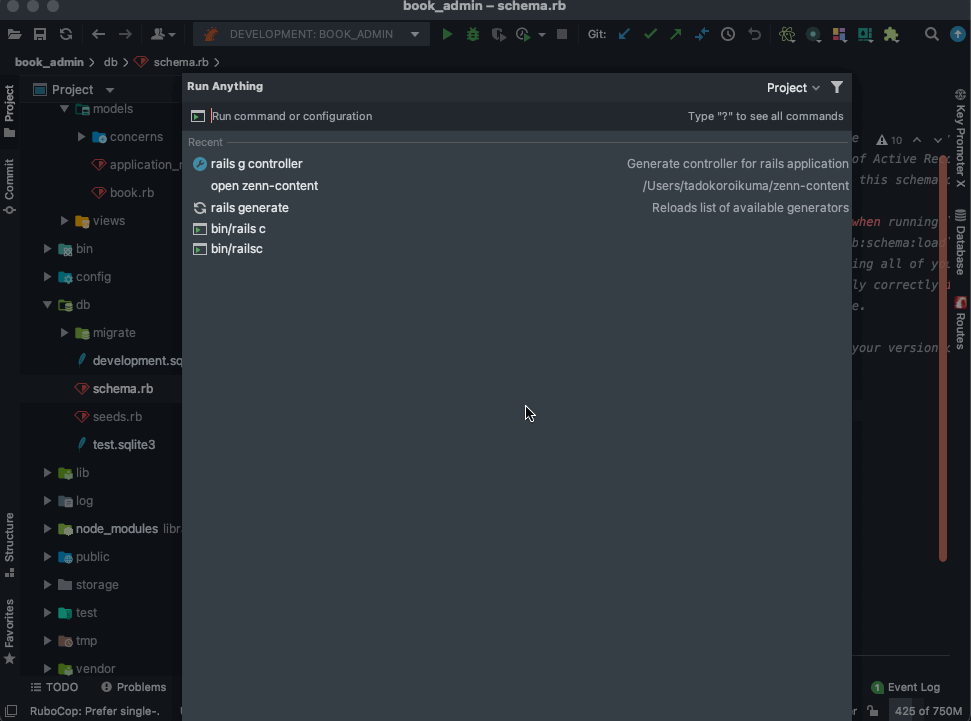 book_admin – schema.rb
DEVELOPMENT: BOOK_ADMIN
Git:
book_admin
db
schema.rb
Project
Run Anything
Project
Run command or configuration
Type "?" to see all commands
Recent
rails g controller
Generate controller for rails application
open zenn-content
/Users/tadokoroikuma/zenn-content
rails generate
Reloads list of available generators
bin/rails c
bin/railsc
models
concerns
application_r
book.rb
views
bin
config
db
migrate
development.sq
schema.rb
seeds.rb
test.sqlite3
lib
log
node_modules libr
public
storage
test
tmp
vendor
Project
Commit
Structure
Favorites
10
of Active Rec
this schema
when running
b:schema:loa
ing all of yo
ly correctly
e.
your version c
Key Promoter X
Database
Routes
TODO
Problems
1
Event Log
RuboCop: Prefer single-.
425 of 750M